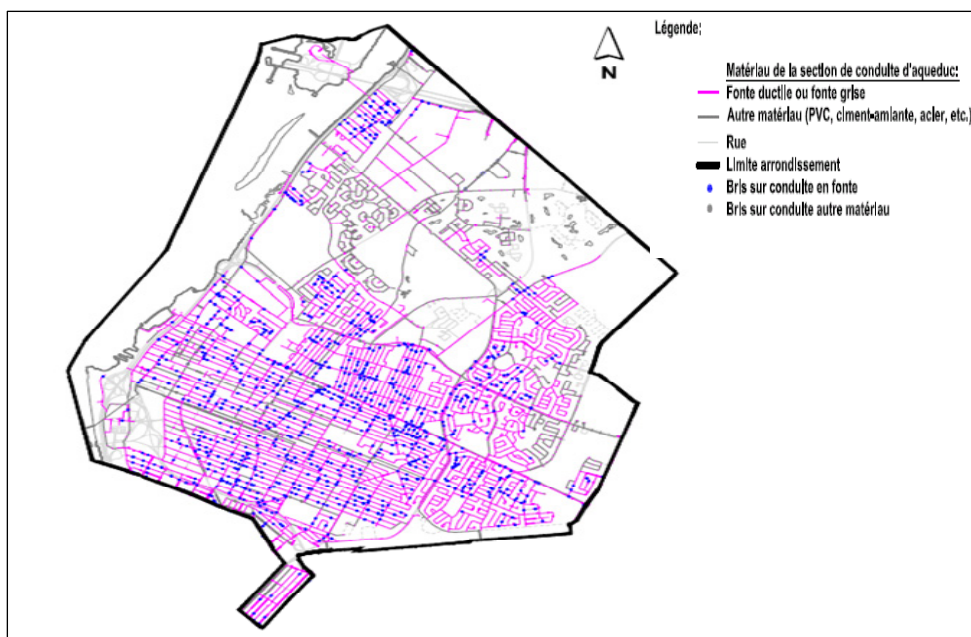 Légende:
N
Matériau de la section de conduite d'aqueduc:
Fonte ductile ou fonte grise
Autre matériau (PVC, ciment-amiante, acier, etc.)
Rue
Limite arrondissement
Bris sur conduite en fonte
Bris sur conduite autre matériau